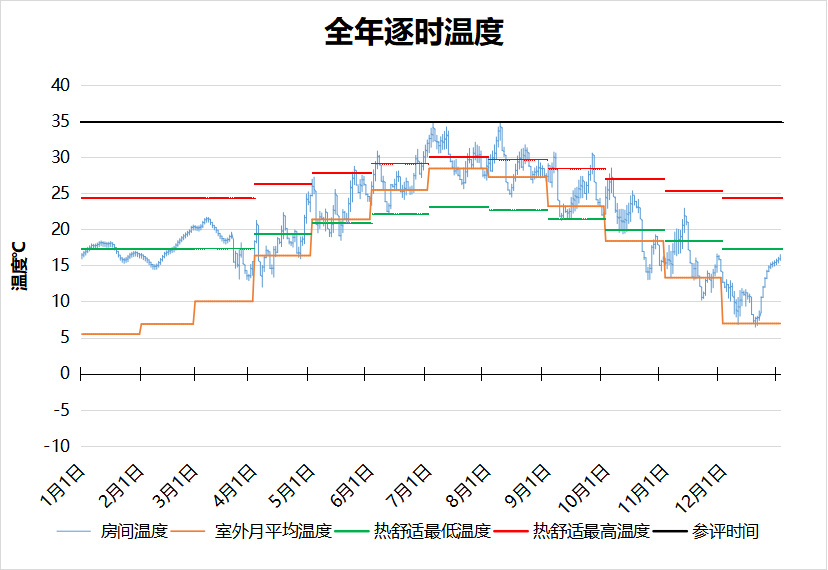 全年逐时温度
40
35
30
25
20
15
10
5
0
-5
-10
温度℃
1月1日
2月1日
3月1日
4月1日
5月1日
6月1日
7月1日
8月1日
9月1日
10月1日
11月1日
12月1日
房间温度 室外月平均温度 热舒适最低温度 热舒适最高温度 参评时间